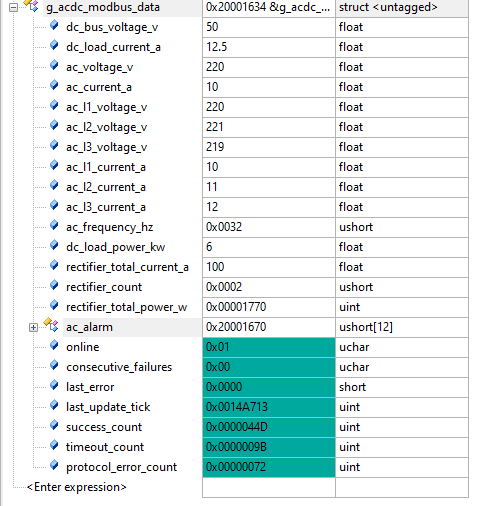 g_acdc_modbus_data 0x20001634 &g_acdc_... struct <untagged>
dc_bus_voltage_v 50 float
dc_load_current_a 12.5 float
ac_voltage_v 220 float
ac_current_a 10 float
ac_l1_voltage_v 220 float
ac_l2_voltage_v 221 float
ac_l3_voltage_v 219 float
ac_l1_current_a 10 float
ac_l2_current_a 11 float
ac_l3_current_a 12 float
ac_frequency_hz 0x0032 ushort
dc_load_power_kw 6 float
rectifier_total_current_a 100 float
rectifier_count 0x0002 ushort
rectifier_total_power_w 0x00001770 uint
ac_alarm 0x20001670 ushort[12]
online 0x01 uchar
consecutive_failures 0x00 uchar
last_error 0x0000 short
last_update_tick 0x0014A713 uint
success_count 0x0000044D uint
timeout_count 0x0000009B uint
protocol_error_count 0x00000072 uint
<Enter expression>